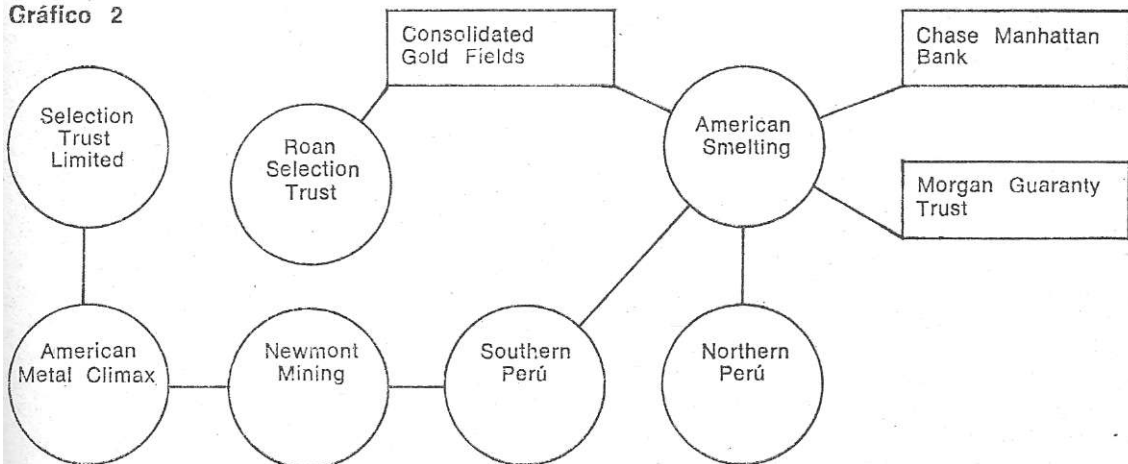 Gráfico 2
Consolidated
Gold Fields
Chase Manhattan
Bank
Selection
Trust
Limited
Roan
Selection
Trust
American
Smelting
Morgan Guaranty
Trust
American
Metal Climax
Newmont
Mining
Southern
Perú
Northern
Perú